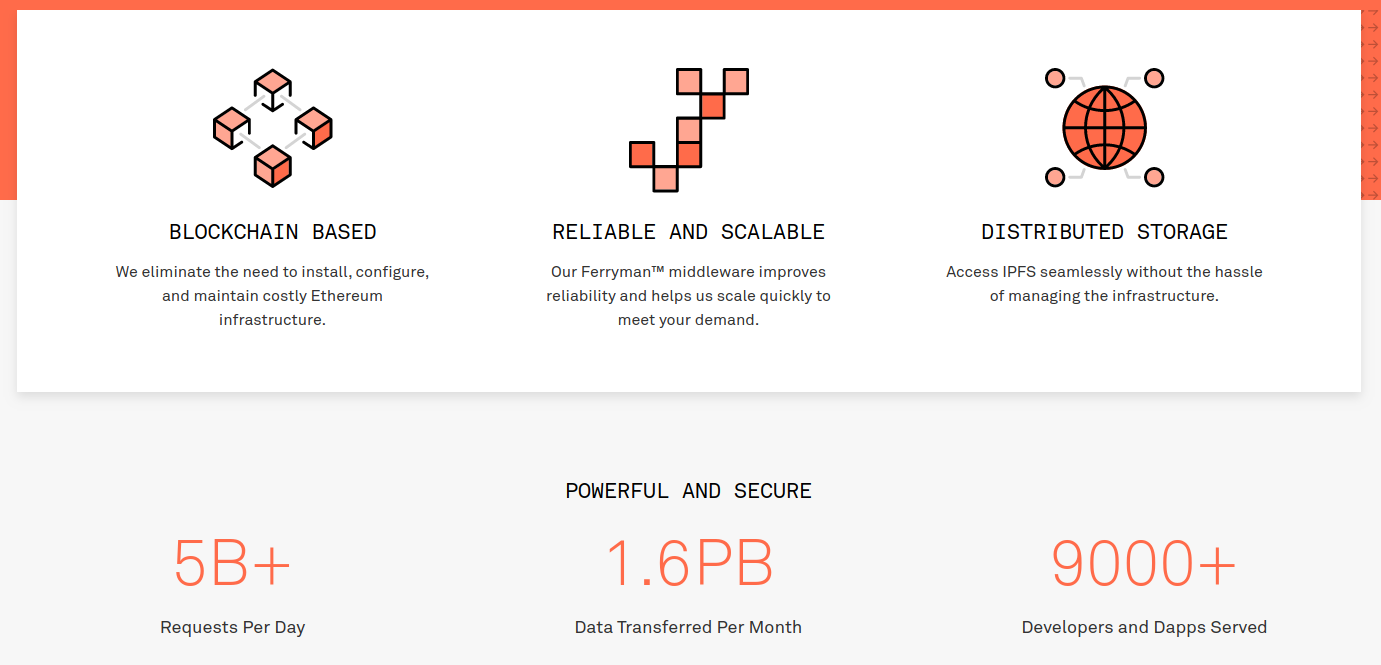 BLOCKCHAIN BASED
We eliminate the need to install, configure,
and maintain costly Ethereum
infrastructure.
RELIABLE AND SCALABLE
Our Ferryman™ middleware improves
reliability and helps us scale quickly to
meet your demand.
DISTRIBUTED STORAGE
Access IPFS seamlessly without the hassle
of managing the infrastructure.
POWERFUL AND SECURE
5B+
Requests Per Day
1.6PB
Data Transferred Per Month
9000+
Developers and Dapps Served